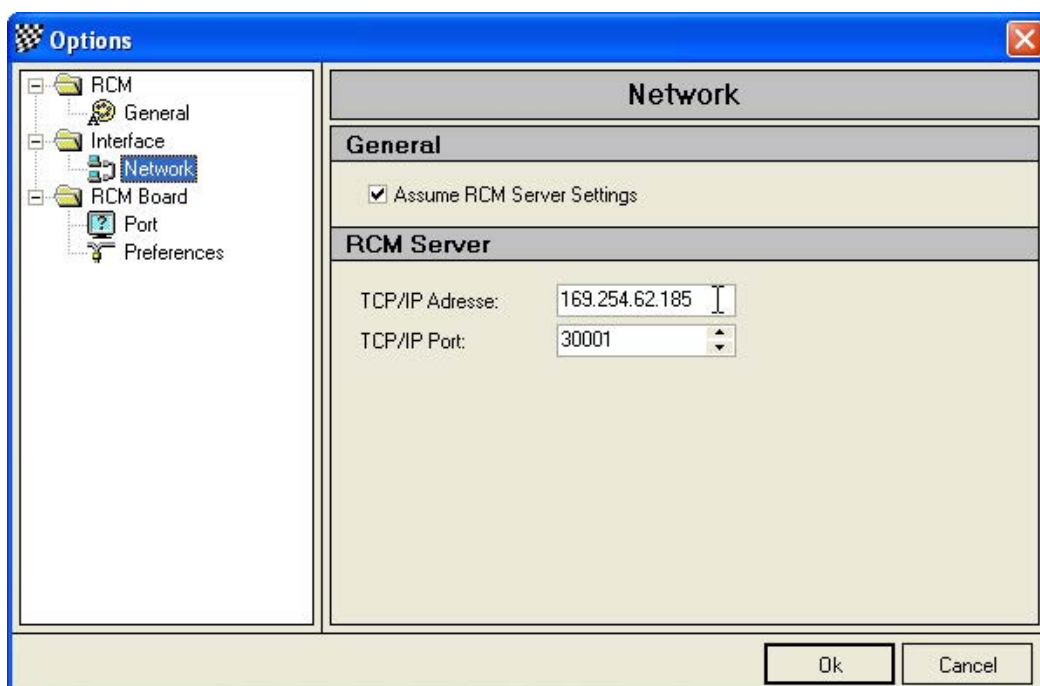 Options
RCM
General
Interface
Network
RCM Board
Port
Preferences
Network
General
Assume RCM Server Settings
RCM Server
TCP/IP Adresse: 169.254.62.185
TCP/IP Port: 30001
Ok Cancel